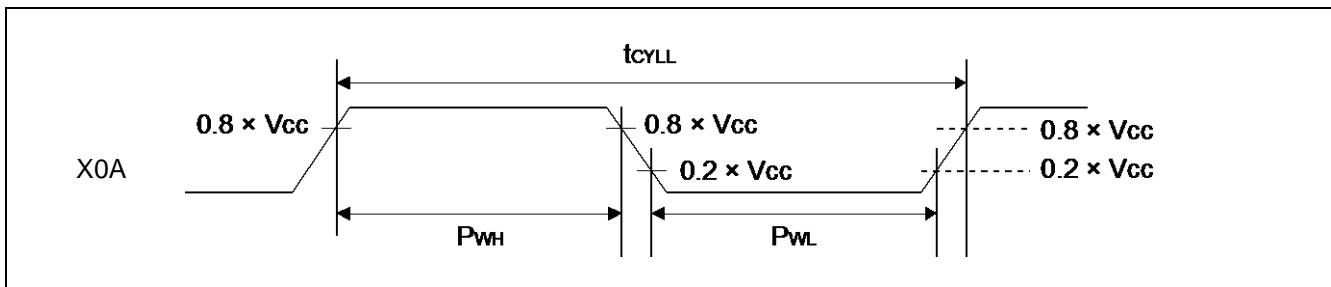 tCYLL
0.8 × Vcc
0.8 × Vcc
0.8 × Vcc
X0A
0.2 × Vcc
0.2 × Vcc
PWH
PWL